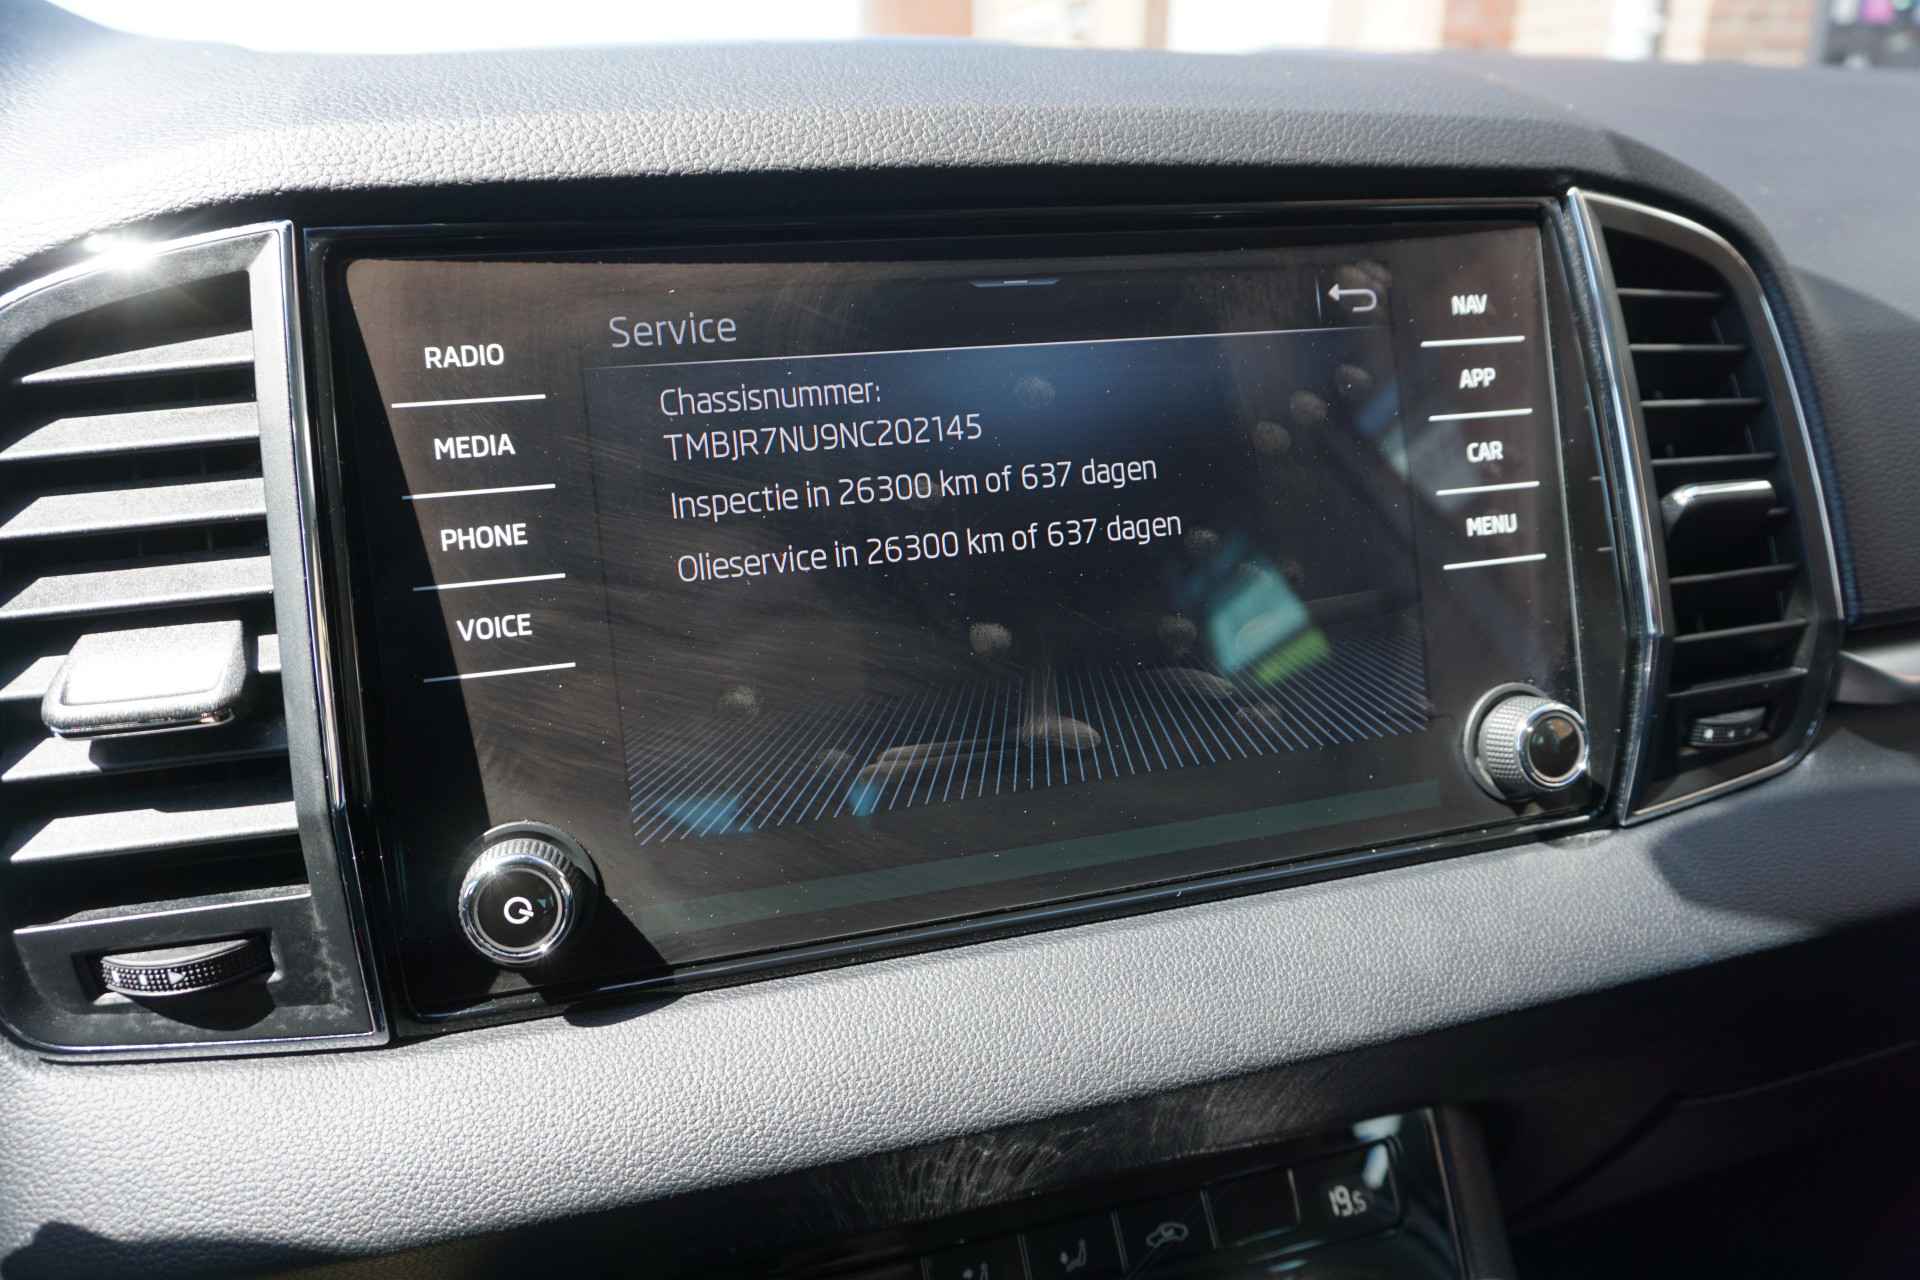 Service
RADIO
MEDIA
PHONE
VOICE
Chassisnummer:
TMBJR7NU9NC202145
Inspectie in 26300 km of 637 dagen
Olieservice in 26300 km of 637 dagen
NAV
APP
CAR
MENU
19.5